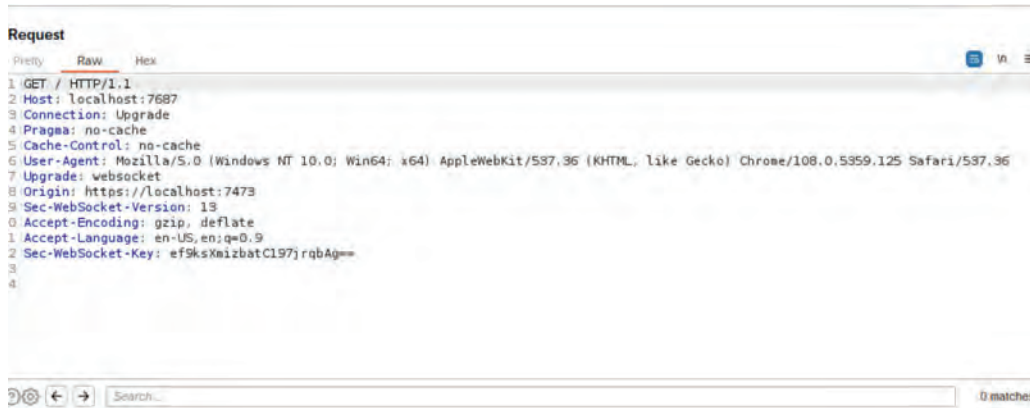 Request
Pretty Raw Hex \n
1 GET / HTTP/1.1
2 Host: localhost:7687
3 Connection: Upgrade
4 Pragma: no-cache
5 Cache-Control: no-cache
6 User-Agent: Mozilla/5.0 (Windows NT 10.0; Win64; x64) AppleWebKit/537.36 (KHTML, like Gecko) Chrome/108.0.5359.125 Safari/537.36
7 Upgrade: websocket
8 Origin: https://localhost:7473
9 Sec-WebSocket-Version: 13
0 Accept-Encoding: gzip, deflate
1 Accept-Language: en-US,en;q=0.9
2 Sec-WebSocket-Key: ef9ksXmizbatC197jrqbAg==
3
4
Search... 0 matches